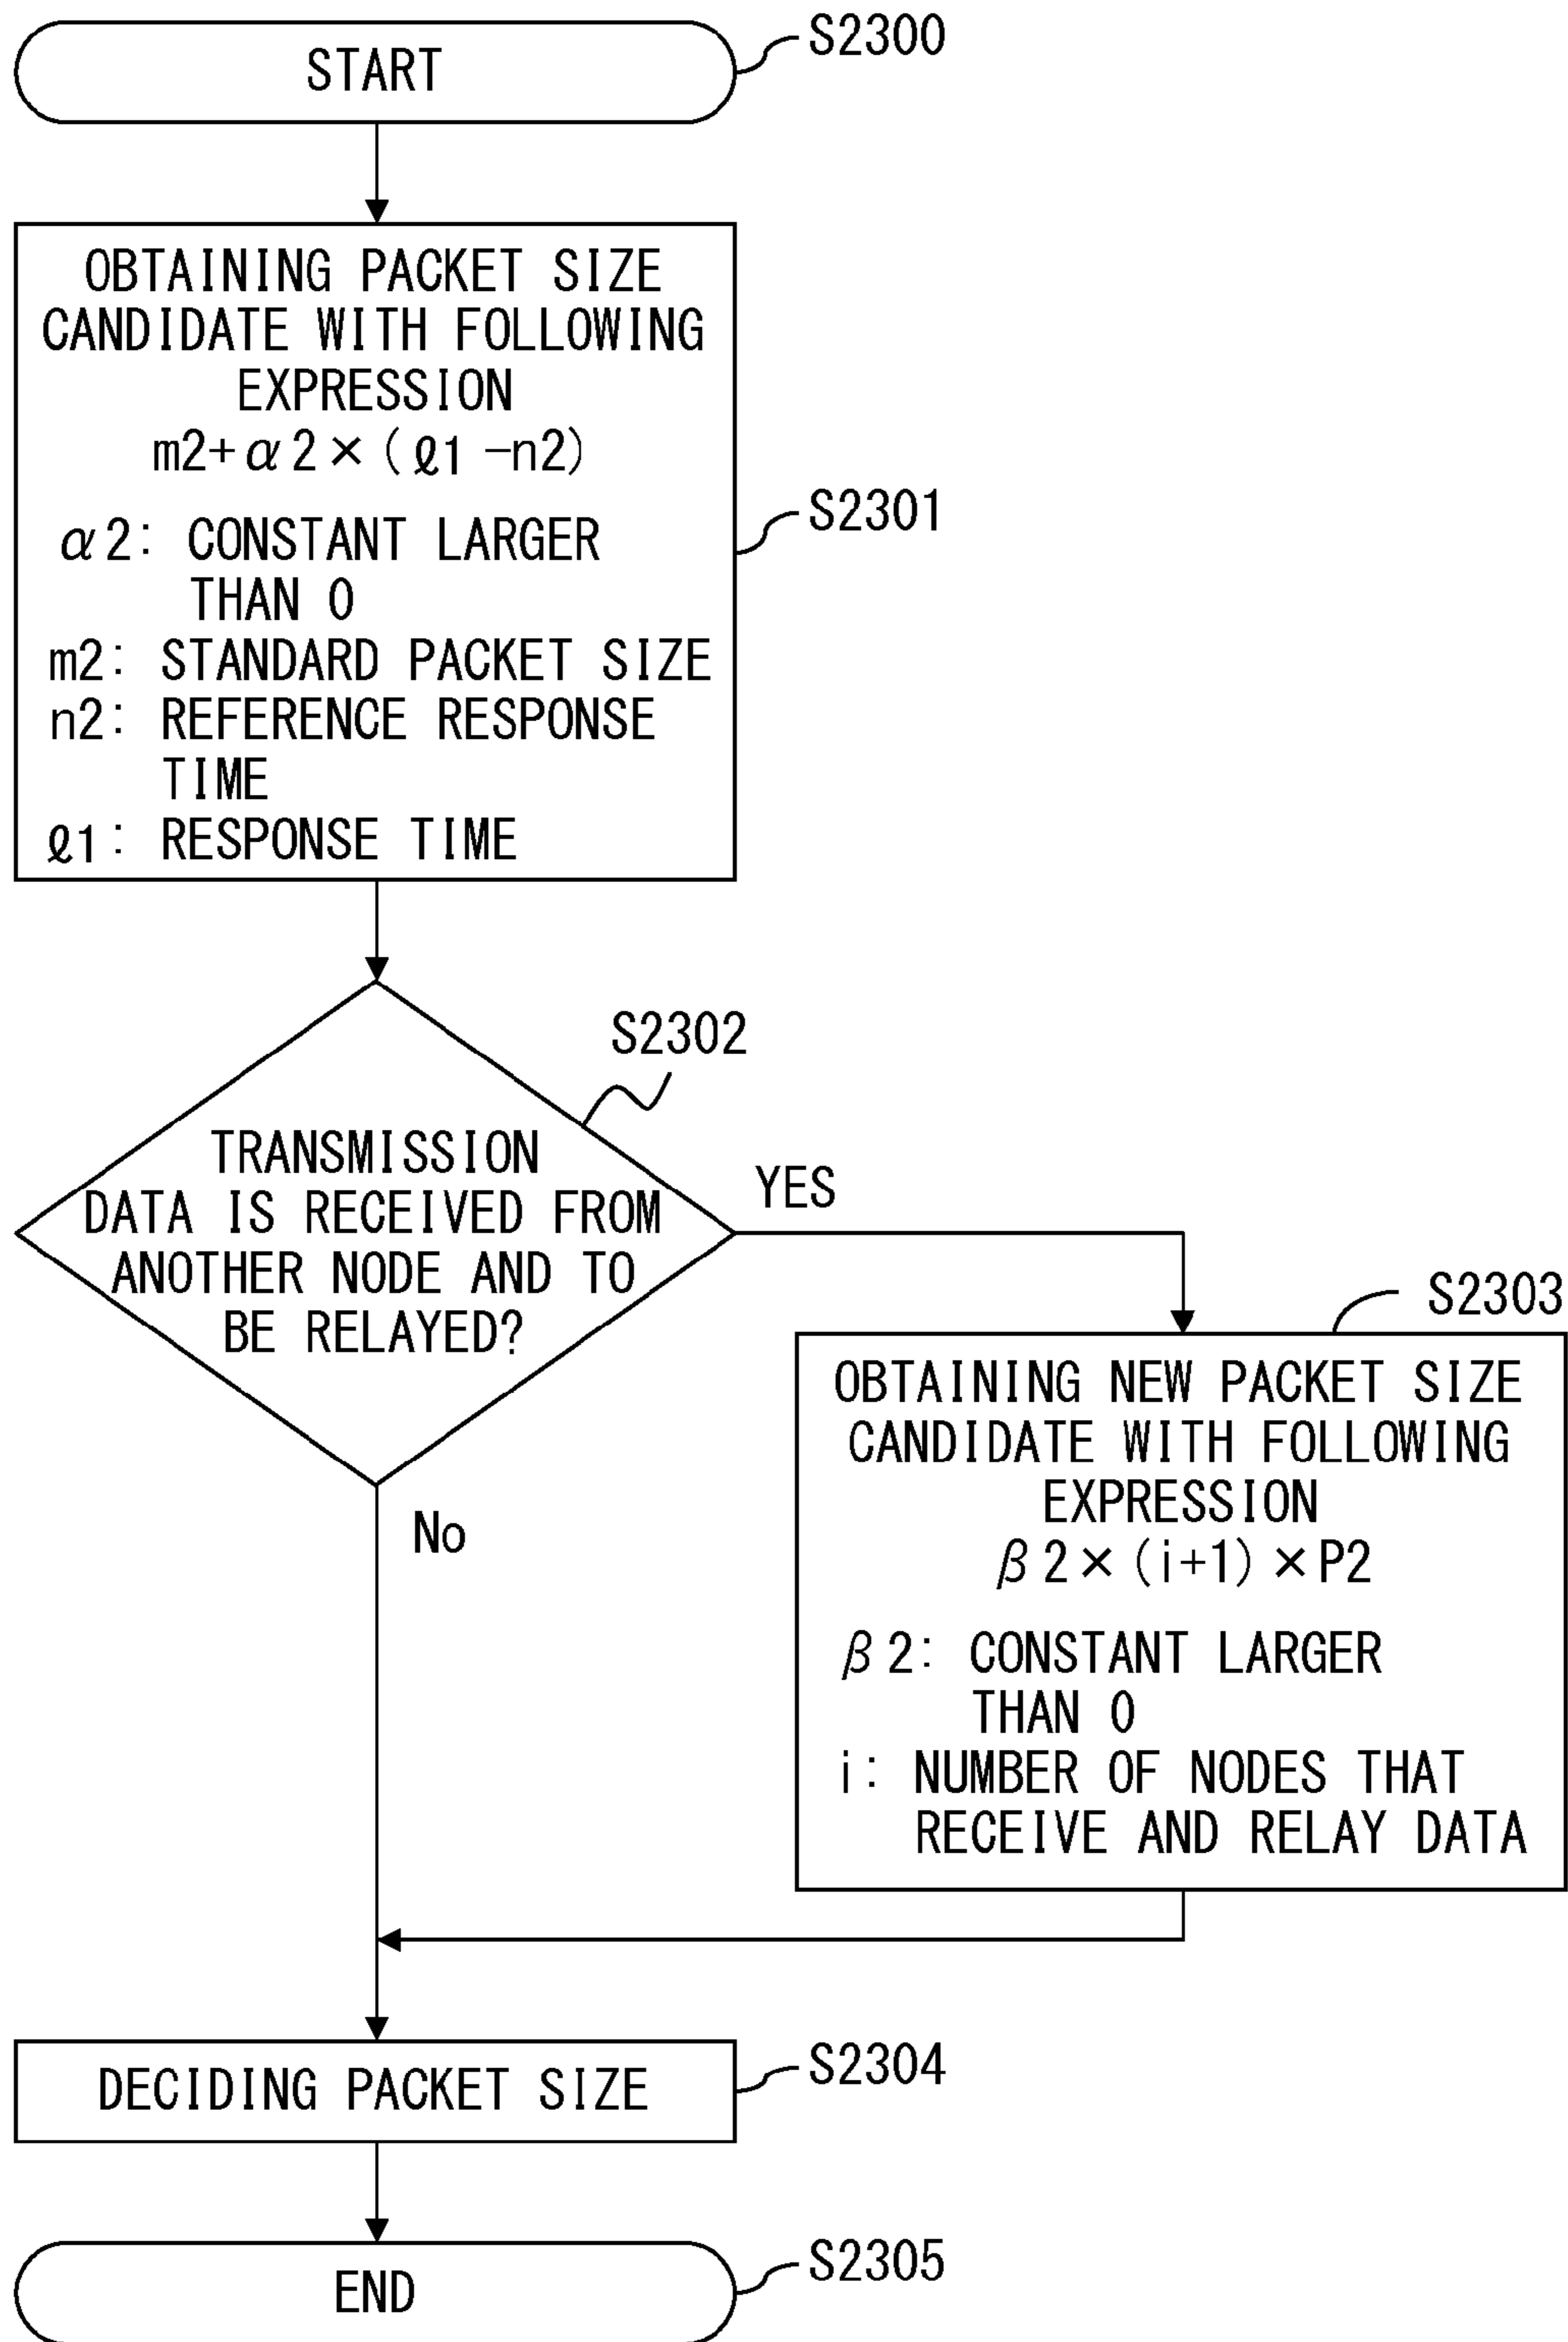 START
S2300
OBTAINING PACKET SIZE
CANDIDATE WITH FOLLOWING
EXPRESSION
m2+α2×(ℓ1-n2)
α2: CONSTANT LARGER
THAN 0
m2: STANDARD PACKET SIZE
n2: REFERENCE RESPONSE
TIME
ℓ1: RESPONSE TIME
S2301
S2302
TRANSMISSION
DATA IS RECEIVED FROM
ANOTHER NODE AND TO
BE RELAYED?
YES
No
S2303
OBTAINING NEW PACKET SIZE
CANDIDATE WITH FOLLOWING
EXPRESSION
β2×(i+1)×P2
β2: CONSTANT LARGER
THAN 0
i: NUMBER OF NODES THAT
RECEIVE AND RELAY DATA
DECIDING PACKET SIZE
S2304
END
S2305